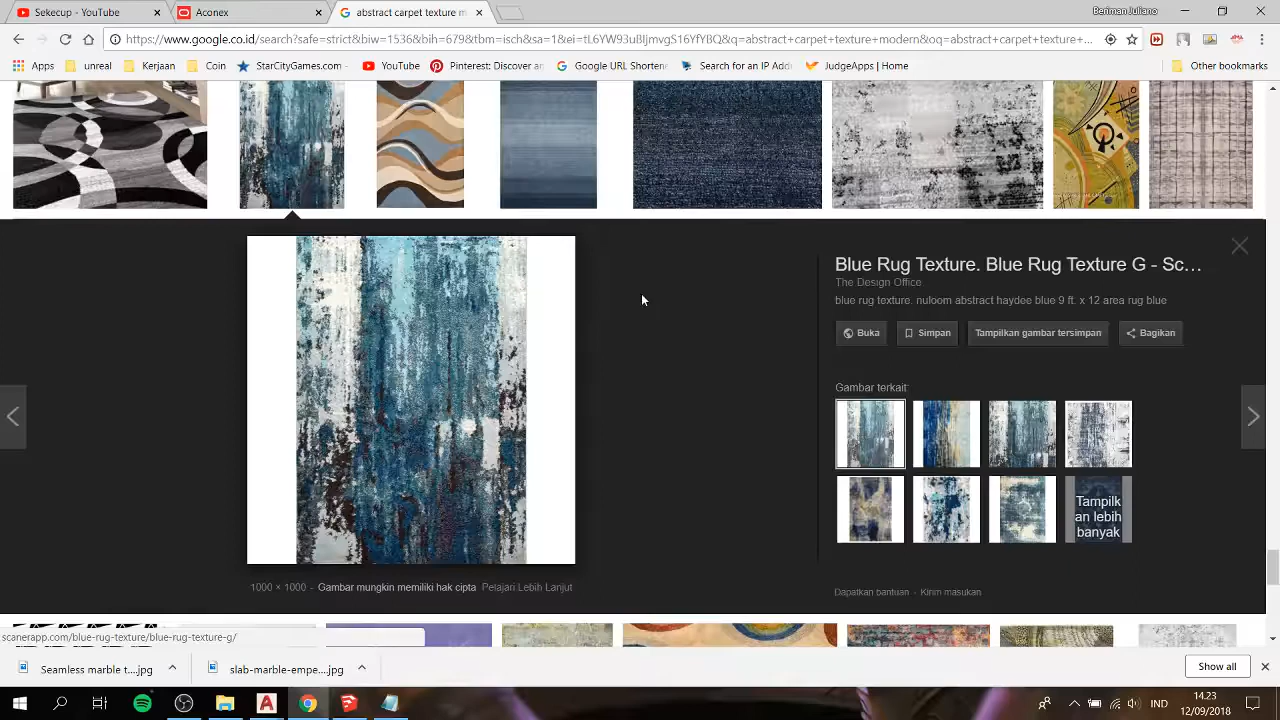 Sekecup - YouTube
Aconex
abstract carpet texture m
Beriman Juliano
https://www.google.co.id/search?safe=strict&biw=1536&bih=679&tbm=isch&sa=1&ei=tL6YW93uBIjmvgS16YfYBQ&q=abstract+carpet+texture+modern&oq=abstract+carpet+texture+...
Apps
unreal
Kerjaan
Coin
StarCityGames.com -
YouTube
Pinterest: Discover an
Google URL Shortene
Search for an IP Add
JudgeApps | Home
Other bookmarks
Blue Rug Texture. Blue Rug Texture G - Sc...
The Design Office
blue rug texture. nuloom abstract haydee blue 9 ft. x 12 area rug blue
Buka
Simpan
Tampilkan gambar tersimpan
Bagikan
Gambar terkait:
Tampilk
an lebih
banyak
1000 × 1000 - Gambar mungkin memiliki hak cipta Pelajari Lebih Lanjut
Dapatkan bantuan - Kirim masukan
scanerapp.com/blue-rug-texture/blue-rug-texture-g/
Seamless marble t...jpg
slab-marble-empe...jpg
Show all
IND
14.23
12/09/2018